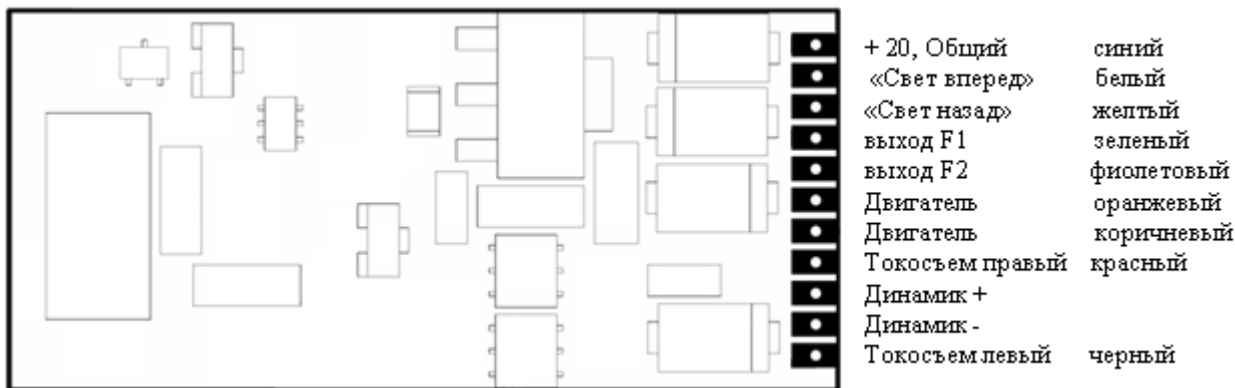 + 20, Общий синий
«Свет вперед» белый
«Свет назад» желтый
выход F1 зеленый
выход F2 фиолетовый
Двигатель оранжевый
Двигатель коричневый
Токосъем правый красный
Динамик +
Динамик -
Токосъем левый черный